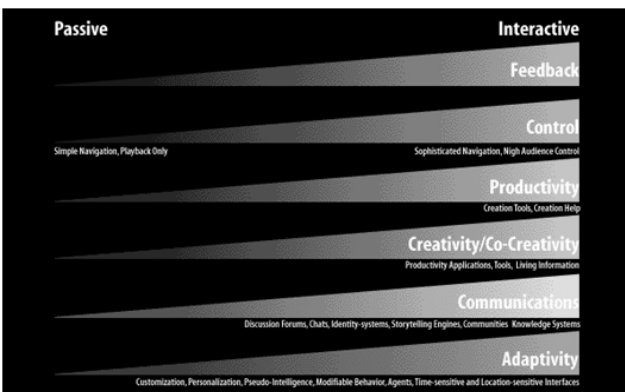 Passive Interactive
Feedback
Control
Simple Navigation, Playback Only Sophisticated Navigation, Nigh Audience Control
Productivity
Creation Tools, Creation Help
Creativity/Co-Creativity
Productivity Applications, Tools, Living Information
Communications
Discussion Forums, Chats, Identity-systems, Storytelling Engines, Communities Knowledge Systems
Adaptivity
Customization, Personalization, Pseudo-Intelligence, Modifiable Behavior, Agents, Time-sensitive and Location-sensitive Interfaces